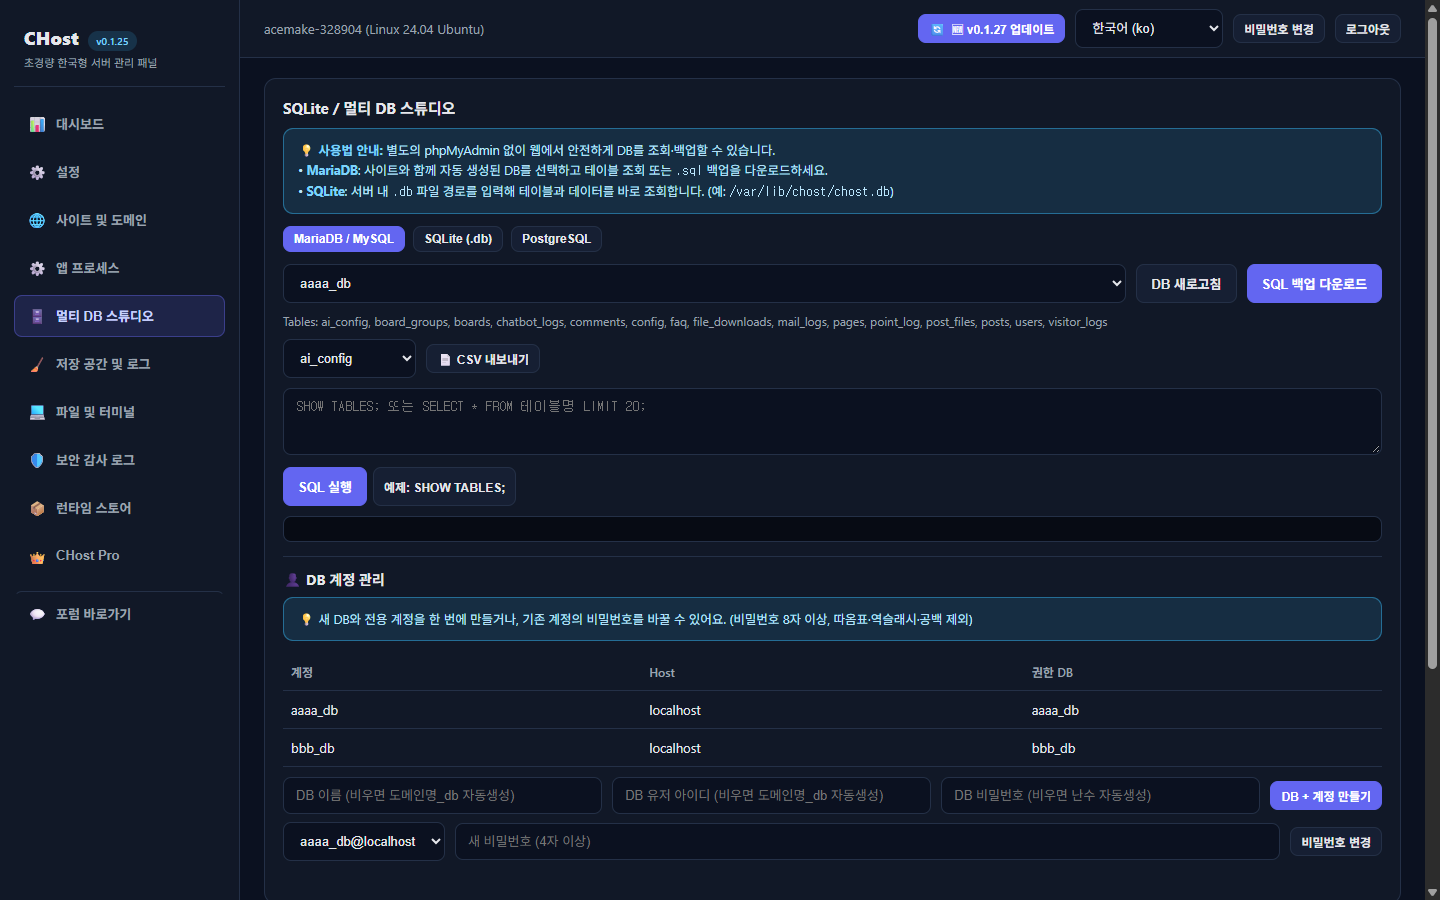 CHost v0.1.25
초경량 한국형 서버 관리 패널
대시보드
설정
사이트 및 도메인
앱 프로세스
멀티 DB 스튜디오
저장 공간 및 로그
파일 및 터미널
보안 감사 로그
런타임 스토어
CHost Pro
포럼 바로가기
acemake-328904 (Linux 24.04 Ubuntu)
🔄 🆕 v0.1.27 업데이트
한국어 (ko)
비밀번호 변경
로그아웃
SQLite / 멀티 DB 스튜디오
💡 사용법 안내: 별도의 phpMyAdmin 없이 웹에서 안전하게 DB를 조회·백업할 수 있습니다.
• MariaDB: 사이트와 함께 자동 생성된 DB를 선택하고 테이블 조회 또는 .sql 백업을 다운로드하세요.
• SQLite: 서버 내 .db 파일 경로를 입력해 테이블과 데이터를 바로 조회합니다. (예: /var/lib/chost/chost.db)
MariaDB / MySQL
SQLite (.db)
PostgreSQL
aaaa_db
DB 새로고침
SQL 백업 다운로드
Tables: ai_config, board_groups, boards, chatbot_logs, comments, config, faq, file_downloads, mail_logs, pages, point_log, post_files, posts, users, visitor_logs
ai_config
CSV 내보내기
SHOW TABLES; 또는 SELECT * FROM 테이블명 LIMIT 20;
SQL 실행
예제: SHOW TABLES;
DB 계정 관리
💡 새 DB와 전용 계정을 한 번에 만들거나, 기존 계정의 비밀번호를 바꿀 수 있어요. (비밀번호 8자 이상, 따옴표·역슬래시·공백 제외)
계정 Host 권한 DB
aaaa_db localhost aaaa_db
bbb_db localhost bbb_db
DB 이름 (비우면 도메인명_db 자동생성)
DB 유저 아이디 (비우면 도메인명_db 자동생성)
DB 비밀번호 (비우면 난수 자동생성)
DB + 계정 만들기
aaaa_db@localhost
새 비밀번호 (4자 이상)
비밀번호 변경